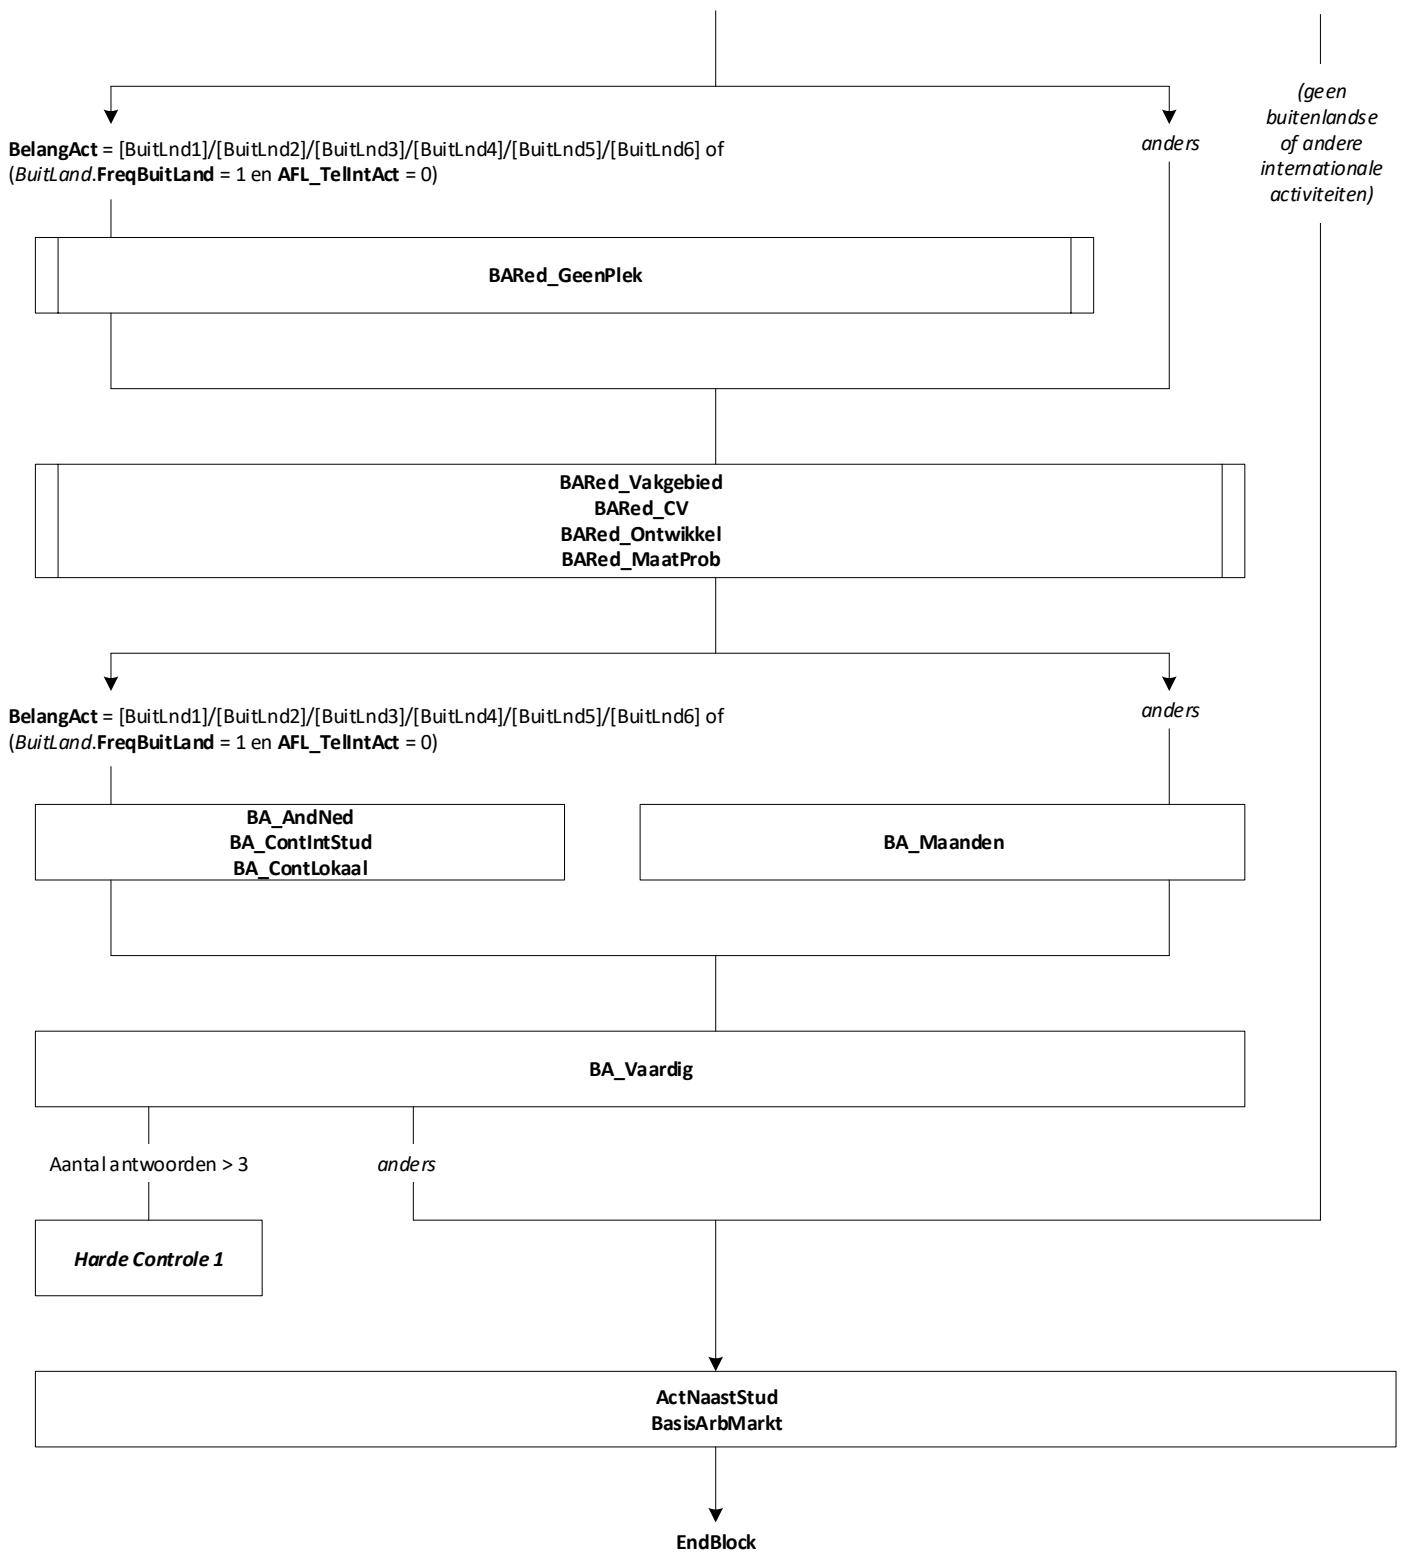 (geen
buitenlandse
of andere
internationale
activiteiten)
BelangAct = [BuitLnd1]/[BuitLnd2]/[BuitLnd3]/[BuitLnd4]/[BuitLnd5]/[BuitLnd6] of
(BuitLand.FreqBuitLand = 1 en AFL_TelIntAct = 0)
anders
BARed_GeenPlek
BARed_Vakgebied
BARed_CV
BARed_Ontwikkel
BARed_MaatProb
BelangAct = [BuitLnd1]/[BuitLnd2]/[BuitLnd3]/[BuitLnd4]/[BuitLnd5]/[BuitLnd6] of
(BuitLand.FreqBuitLand = 1 en AFL_TelIntAct = 0)
anders
BA_AndNed
BA_ContIntStud
BA_ContLokaal
BA_Maanden
BA_Vaardig
Aantal antwoorden > 3
anders
Harde Controle 1
ActNaastStud
BasisArbMarkt
EndBlock